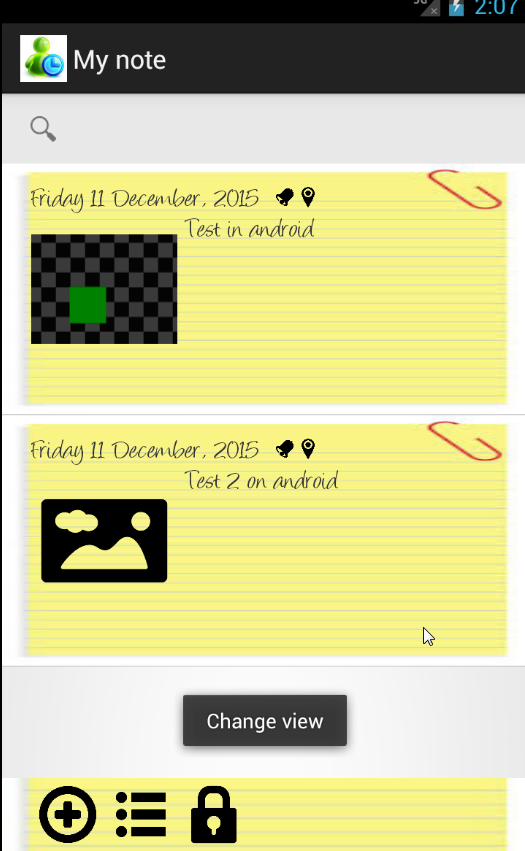 2:07
My note
Friday 11 December, 2015
Test in android
Friday 11 December, 2015
Test 2 on android
Change view